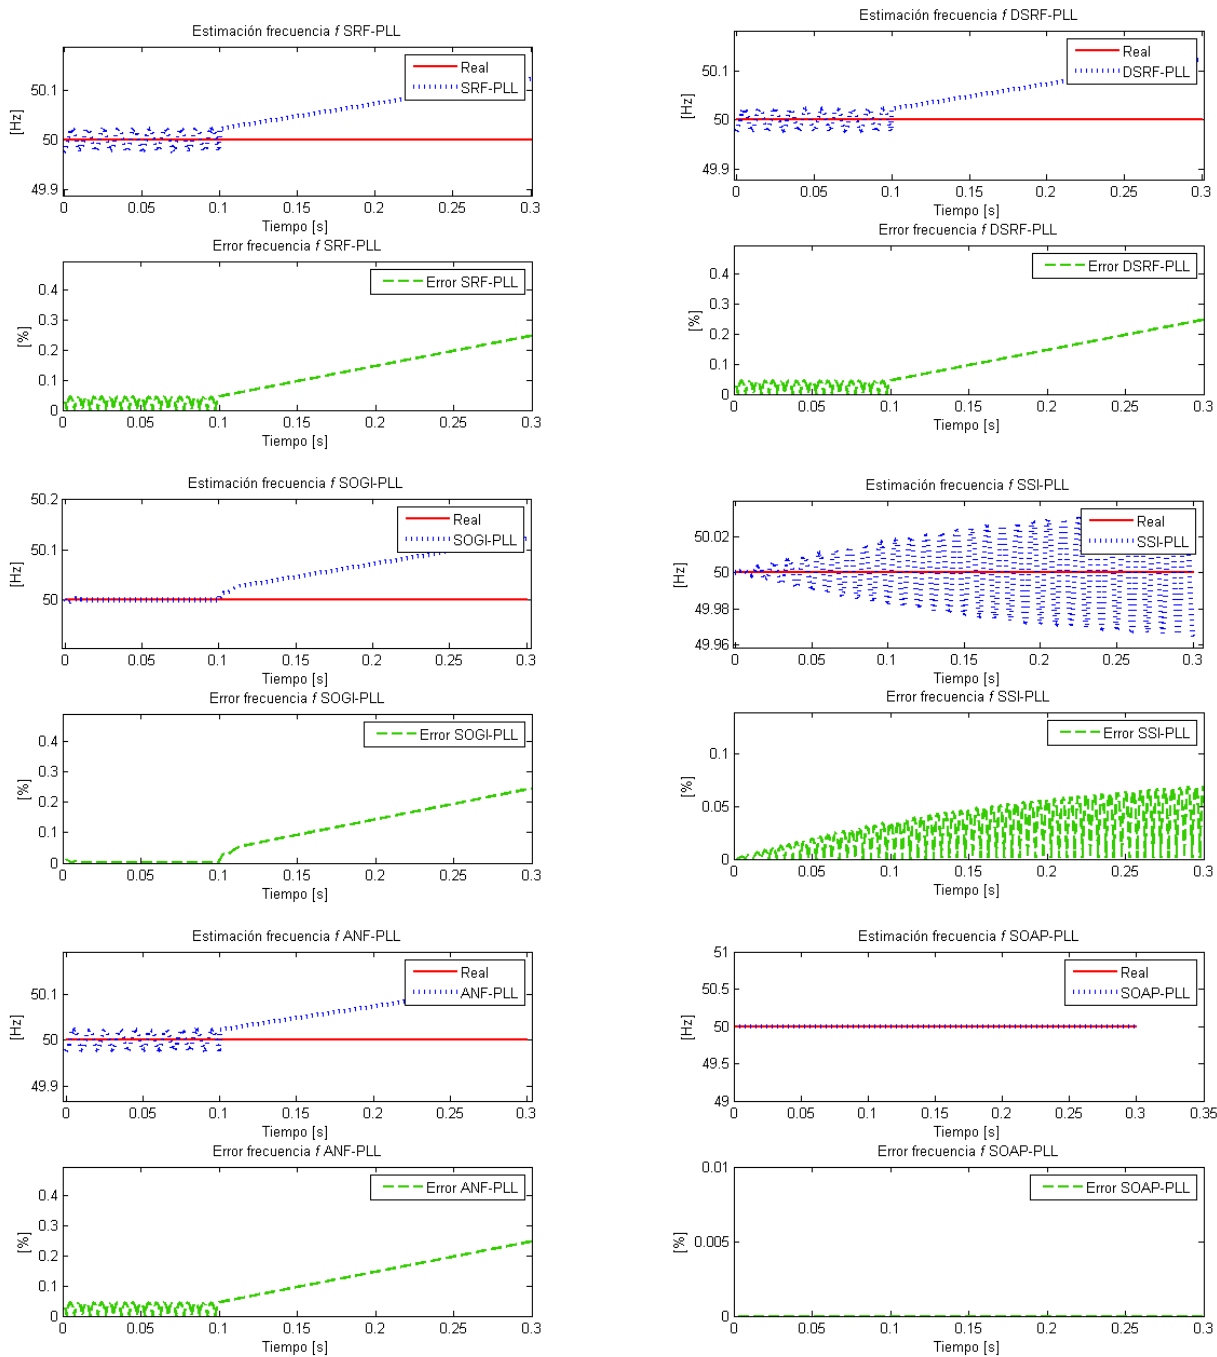 Estimación frecuencia f SRF-PLL
Real
SRF-PLL
[Hz]
50.1
50
49.9
0 0.05 0.1 0.15 0.2 0.25 0.3
Tiempo [s]
Error frecuencia f SRF-PLL
Error SRF-PLL
[%]
0.4
0.3
0.2
0.1
0
0 0.05 0.1 0.15 0.2 0.25 0.3
Tiempo [s]
Estimación frecuencia f DSRF-PLL
Real
DSRF-PLL
[Hz]
50.1
50
49.9
0 0.05 0.1 0.15 0.2 0.25 0.3
Tiempo [s]
Error frecuencia f DSRF-PLL
Error DSRF-PLL
[%]
0.4
0.3
0.2
0.1
0
0 0.05 0.1 0.15 0.2 0.25 0.3
Tiempo [s]
Estimación frecuencia f SOGI-PLL
Real
SOGI-PLL
[Hz]
50.2
50.1
50
0 0.05 0.1 0.15 0.2 0.25 0.3
Tiempo [s]
Error frecuencia f SOGI-PLL
Error SOGI-PLL
[%]
0.4
0.3
0.2
0.1
0
0 0.05 0.1 0.15 0.2 0.25 0.3
Tiempo [s]
Estimación frecuencia f SSI-PLL
Real
SSI-PLL
[Hz]
50.02
50
49.98
49.96
0 0.05 0.1 0.15 0.2 0.25 0.3
Tiempo [s]
Error frecuencia f SSI-PLL
Error SSI-PLL
[%]
0.1
0.05
0
0 0.05 0.1 0.15 0.2 0.25 0.3
Tiempo [s]
Estimación frecuencia f ANF-PLL
Real
ANF-PLL
[Hz]
50.1
50
49.9
0 0.05 0.1 0.15 0.2 0.25 0.3
Tiempo [s]
Error frecuencia f ANF-PLL
Error ANF-PLL
[%]
0.4
0.3
0.2
0.1
0
0 0.05 0.1 0.15 0.2 0.25 0.3
Tiempo [s]
Estimación frecuencia f SOAP-PLL
Real
SOAP-PLL
[Hz]
51
50.5
50
49.5
49
0 0.05 0.1 0.15 0.2 0.25 0.3 0.35
Tiempo [s]
Error frecuencia f SOAP-PLL
Error SOAP-PLL
[%]
0.01
0.005
0
0 0.05 0.1 0.15 0.2 0.25 0.3
Tiempo [s]